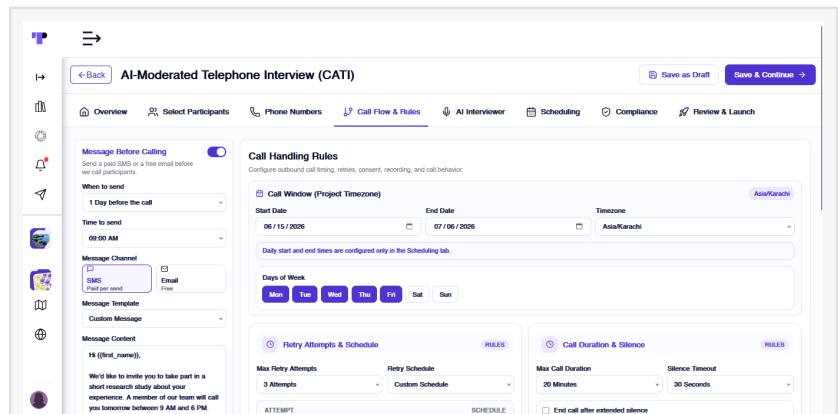 Back
AI-Moderated Telephone Interview (CATI)
Save as Draft
Save & Continue
Overview
Select Participants
Phone Numbers
Call Flow & Rules
AI Interviewer
Scheduling
Compliance
Review & Launch
Message Before Calling
Send a paid SMS or a free email before
we call participants.
When to send
1 Day before the call
Time to send
09:00 AM
Message Channel
SMS
Paid per send
Email
Free
Message Template
Custom Message
Message Content
Hi {{first_name}},
We'd like to invite you to take part in a
short research study about your
experience. A member of our team will call
you tomorrow between 9 AM and 6 PM.
Call Handling Rules
Configure outbound call timing, retries, consent, recording, and call behavior.
Call Window (Project Timezone)
Asia/Karachi
Start Date
06 / 15 / 2026
End Date
07 / 06 / 2026
Timezone
Asia/Karachi
Daily start and end times are configured only in the Scheduling tab.
Days of Week
Mon
Tue
Wed
Thu
Fri
Sat
Sun
Retry Attempts & Schedule
RULES
Max Retry Attempts
3 Attempts
Retry Schedule
Custom Schedule
ATTEMPT
SCHEDULE
Call Duration & Silence
RULES
Max Call Duration
20 Minutes
Silence Timeout
30 Seconds
End call after extended silence